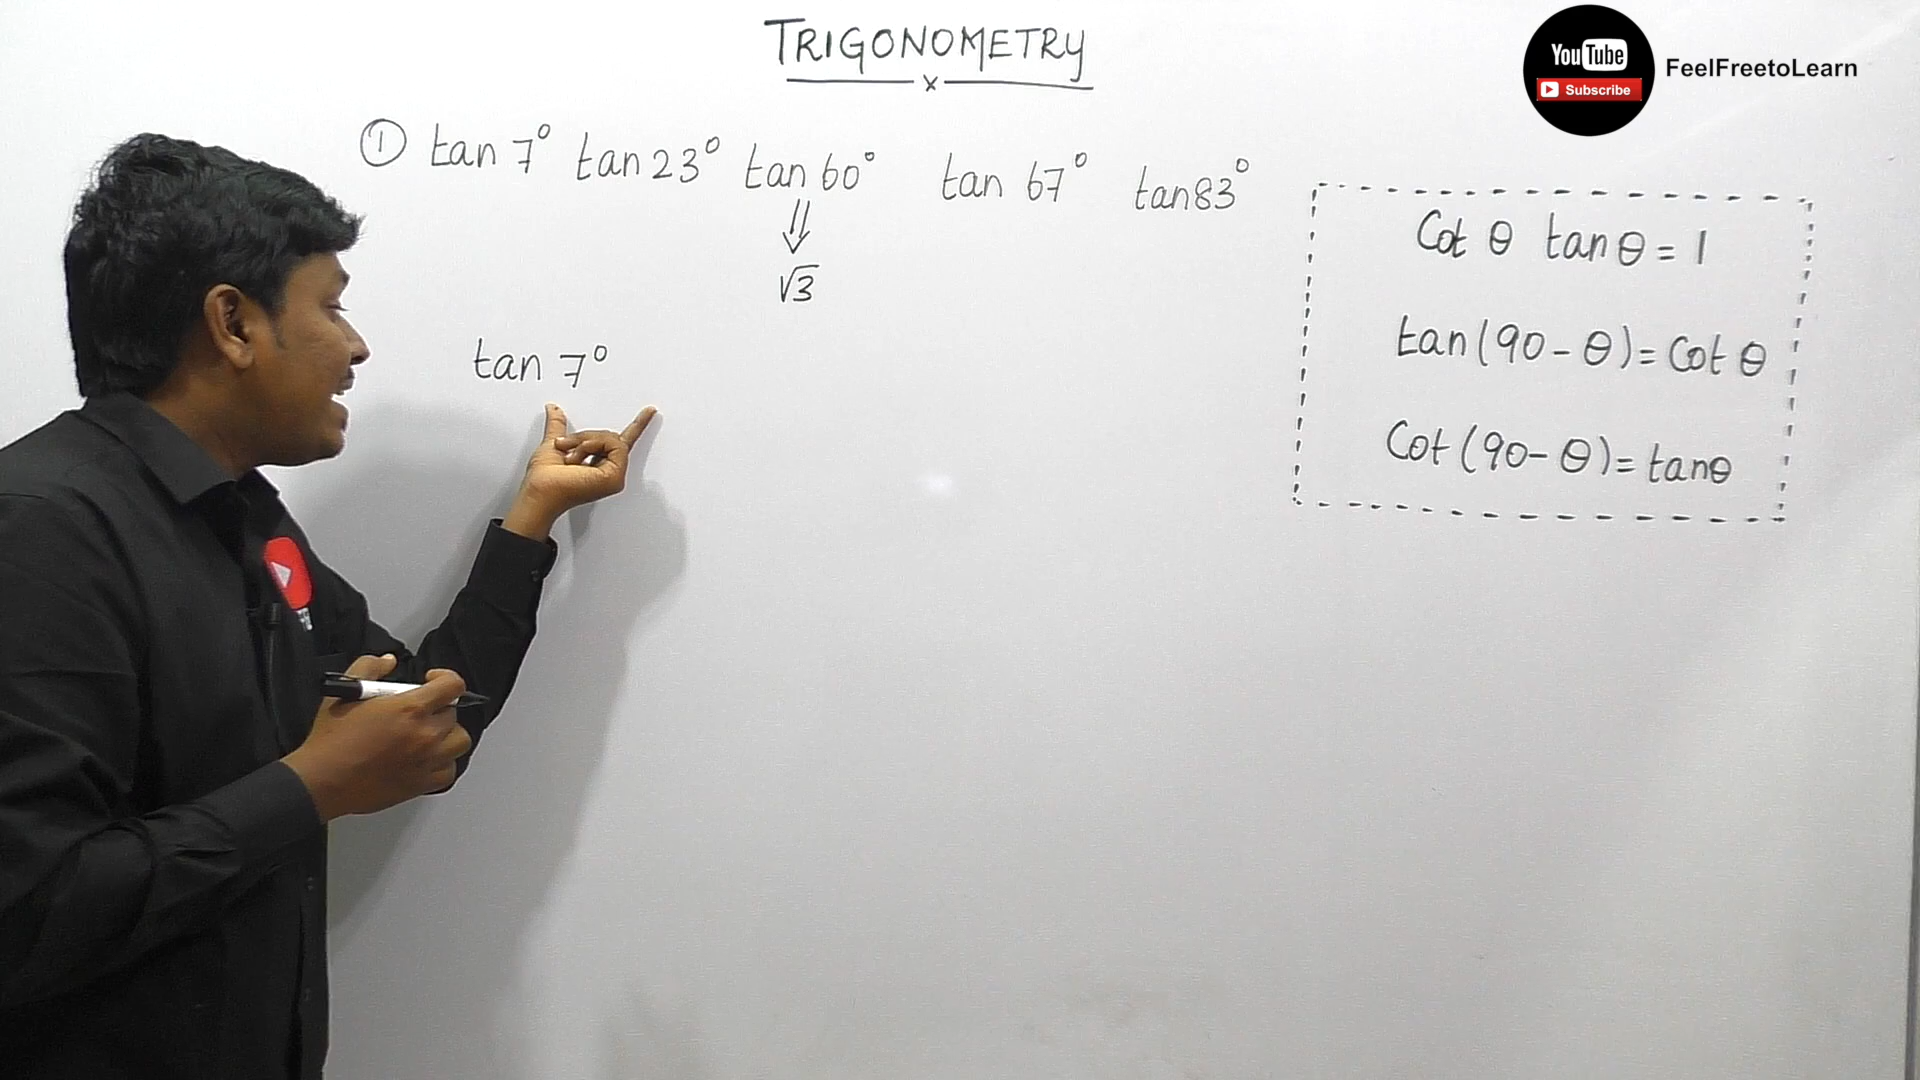 TRIGONOMETRY
x
YouTube
Subscribe
FeelFreetoLearn
① tan 7° tan 23° tan 60° tan 67° tan 83°
⇓
√3
tan 7°
Cot θ tan θ = 1
tan (90 - θ) = Cot θ
Cot (90 - θ) = tan θ